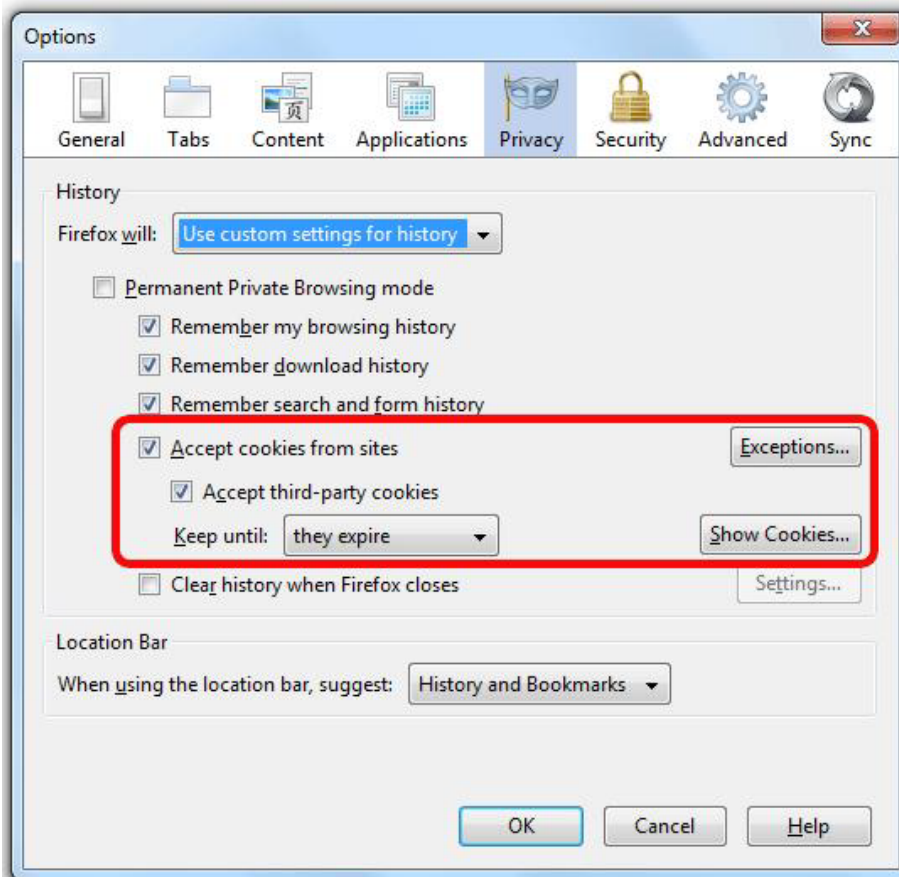 Options
General Tabs Content Applications Privacy Security Advanced Sync
页
History
Firefox will: Use custom settings for history
Permanent Private Browsing mode
Remember my browsing history
Remember download history
Remember search and form history
Accept cookies from sites Exceptions...
Accept third-party cookies
Keep until: they expire Show Cookies...
Clear history when Firefox closes Settings...
Location Bar
When using the location bar, suggest: History and Bookmarks
OK Cancel Help